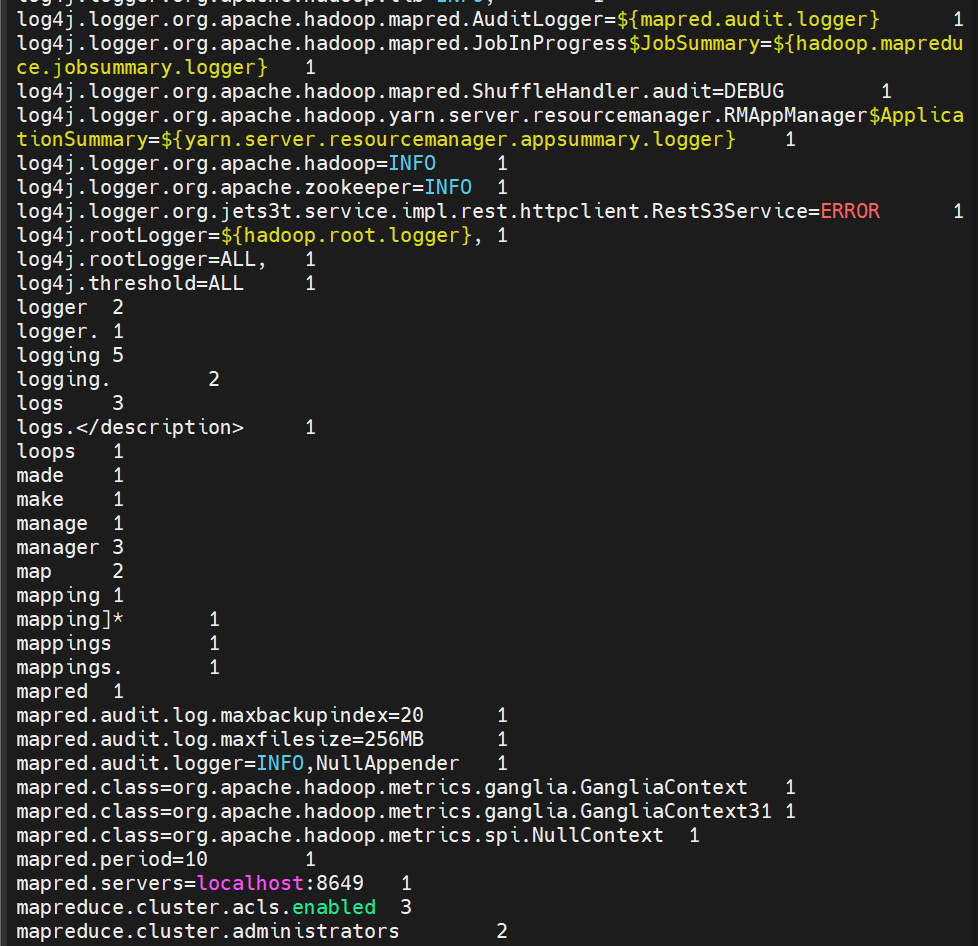 log4j.logger.org.apache.hadoop.mapred.AuditLogger=${mapred.audit.logger}	1
log4j.logger.org.apache.hadoop.mapred.JobInProgress$JobSummary=${hadoop.mapredu
ce.jobsummary.logger}	1
log4j.logger.org.apache.hadoop.mapred.ShuffleHandler.audit=DEBUG	1
log4j.logger.org.apache.hadoop.yarn.server.resourcemanager.RMAppManager$Applica
tionSummary=${yarn.server.resourcemanager.appsummary.logger}	1
log4j.logger.org.apache.hadoop=INFO	1
log4j.logger.org.apache.zookeeper=INFO	1
log4j.logger.org.jets3t.service.impl.rest.httpclient.RestS3Service=ERROR	1
log4j.rootLogger=${hadoop.root.logger},	1
log4j.rootLogger=ALL,	1
log4j.threshold=ALL	1
logger	2
logger.	1
logging	5
logging.	2
logs	3
logs.</description>	1
loops	1
made	1
make	1
manage	1
manager	3
map	2
mapping	1
mapping]*	1
mappings	1
mappings.	1
mapred	1
mapred.audit.log.maxbackupindex=20	1
mapred.audit.log.maxfilesize=256MB	1
mapred.audit.logger=INFO,NullAppender	1
mapred.class=org.apache.hadoop.metrics.ganglia.GangliaContext	1
mapred.class=org.apache.hadoop.metrics.ganglia.GangliaContext31	1
mapred.class=org.apache.hadoop.metrics.spi.NullContext	1
mapred.period=10	1
mapred.servers=localhost:8649	1
mapreduce.cluster.acls.enabled	3
mapreduce.cluster.administrators	2